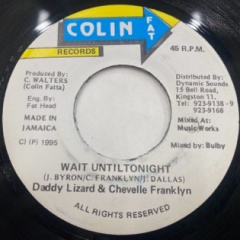 COLIN FAT
RECORDS
45 R.P.M.
Produced By:
C. WALTERS
(Colin Fatta)
Eng. By:
Fat Head
MADE IN
JAMAICA
C| (P) 1995
Distributed By:
Dynamic Sounds
15 Bell Road,
Kingston 11,
Tel: 923-9138 - 9
923-9168
Mixed At:
MusicWorks
Mixed by: Bulby
WAIT UNTILTONIGHT
(J. BYRON/C. FRANKLYN/J. DALLAS)
Daddy Lizard & Chevelle Franklyn
ALL RIGHTS RESERVED